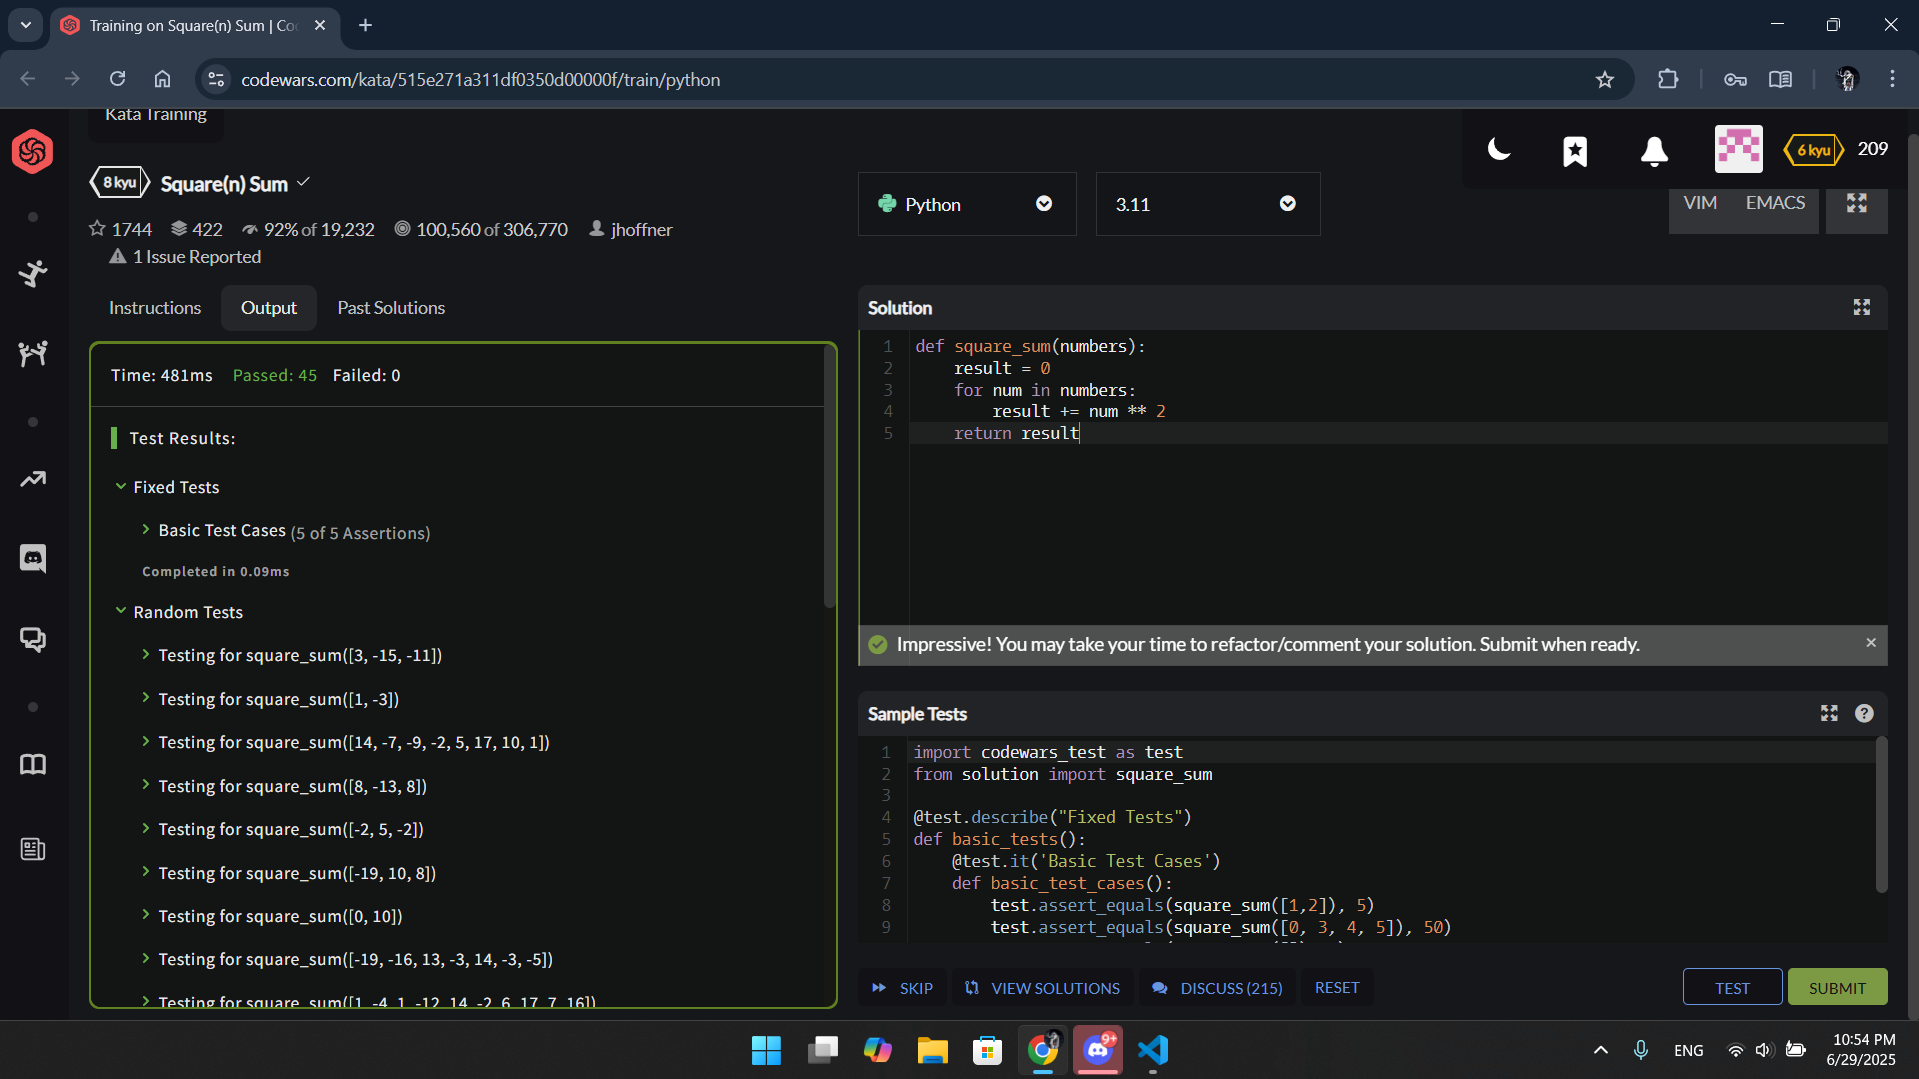 Training on Square(n) Sum | Co
codewars.com/kata/515e271a311df0350d00000f/train/python
Kata Training
8 kyu Square(n) Sum
1744 422 92% of 19,232 100,560 of 306,770 jhoffner
1 Issue Reported
Python
3.11
6 kyu 209
VIM EMACS
Instructions Output Past Solutions
Time: 481ms Passed: 45 Failed: 0
Test Results:
Fixed Tests
Basic Test Cases (5 of 5 Assertions)
Completed in 0.09ms
Random Tests
Testing for square_sum([3, -15, -11])
Testing for square_sum([1, -3])
Testing for square_sum([14, -7, -9, -2, 5, 17, 10, 1])
Testing for square_sum([8, -13, 8])
Testing for square_sum([-2, 5, -2])
Testing for square_sum([-19, 10, 8])
Testing for square_sum([0, 10])
Testing for square_sum([-19, -16, 13, -3, 14, -3, -5])
Testing for square_sum([1, -4, 1, -12, 14, -2, 6, 17, 7, 16])
Solution
1 def square_sum(numbers):
2 result = 0
3 for num in numbers:
4 result += num ** 2
5 return result
Impressive! You may take your time to refactor/comment your solution. Submit when ready.
Sample Tests
1 import codewars_test as test
2 from solution import square_sum
3
4 @test.describe("Fixed Tests")
5 def basic_tests():
6 @test.it('Basic Test Cases')
7 def basic_test_cases():
8 test.assert_equals(square_sum([1,2]), 5)
9 test.assert_equals(square_sum([0, 3, 4, 5]), 50)
SKIP VIEW SOLUTIONS DISCUSS (215) RESET TEST SUBMIT
9+
ENG
10:54 PM
6/29/2025